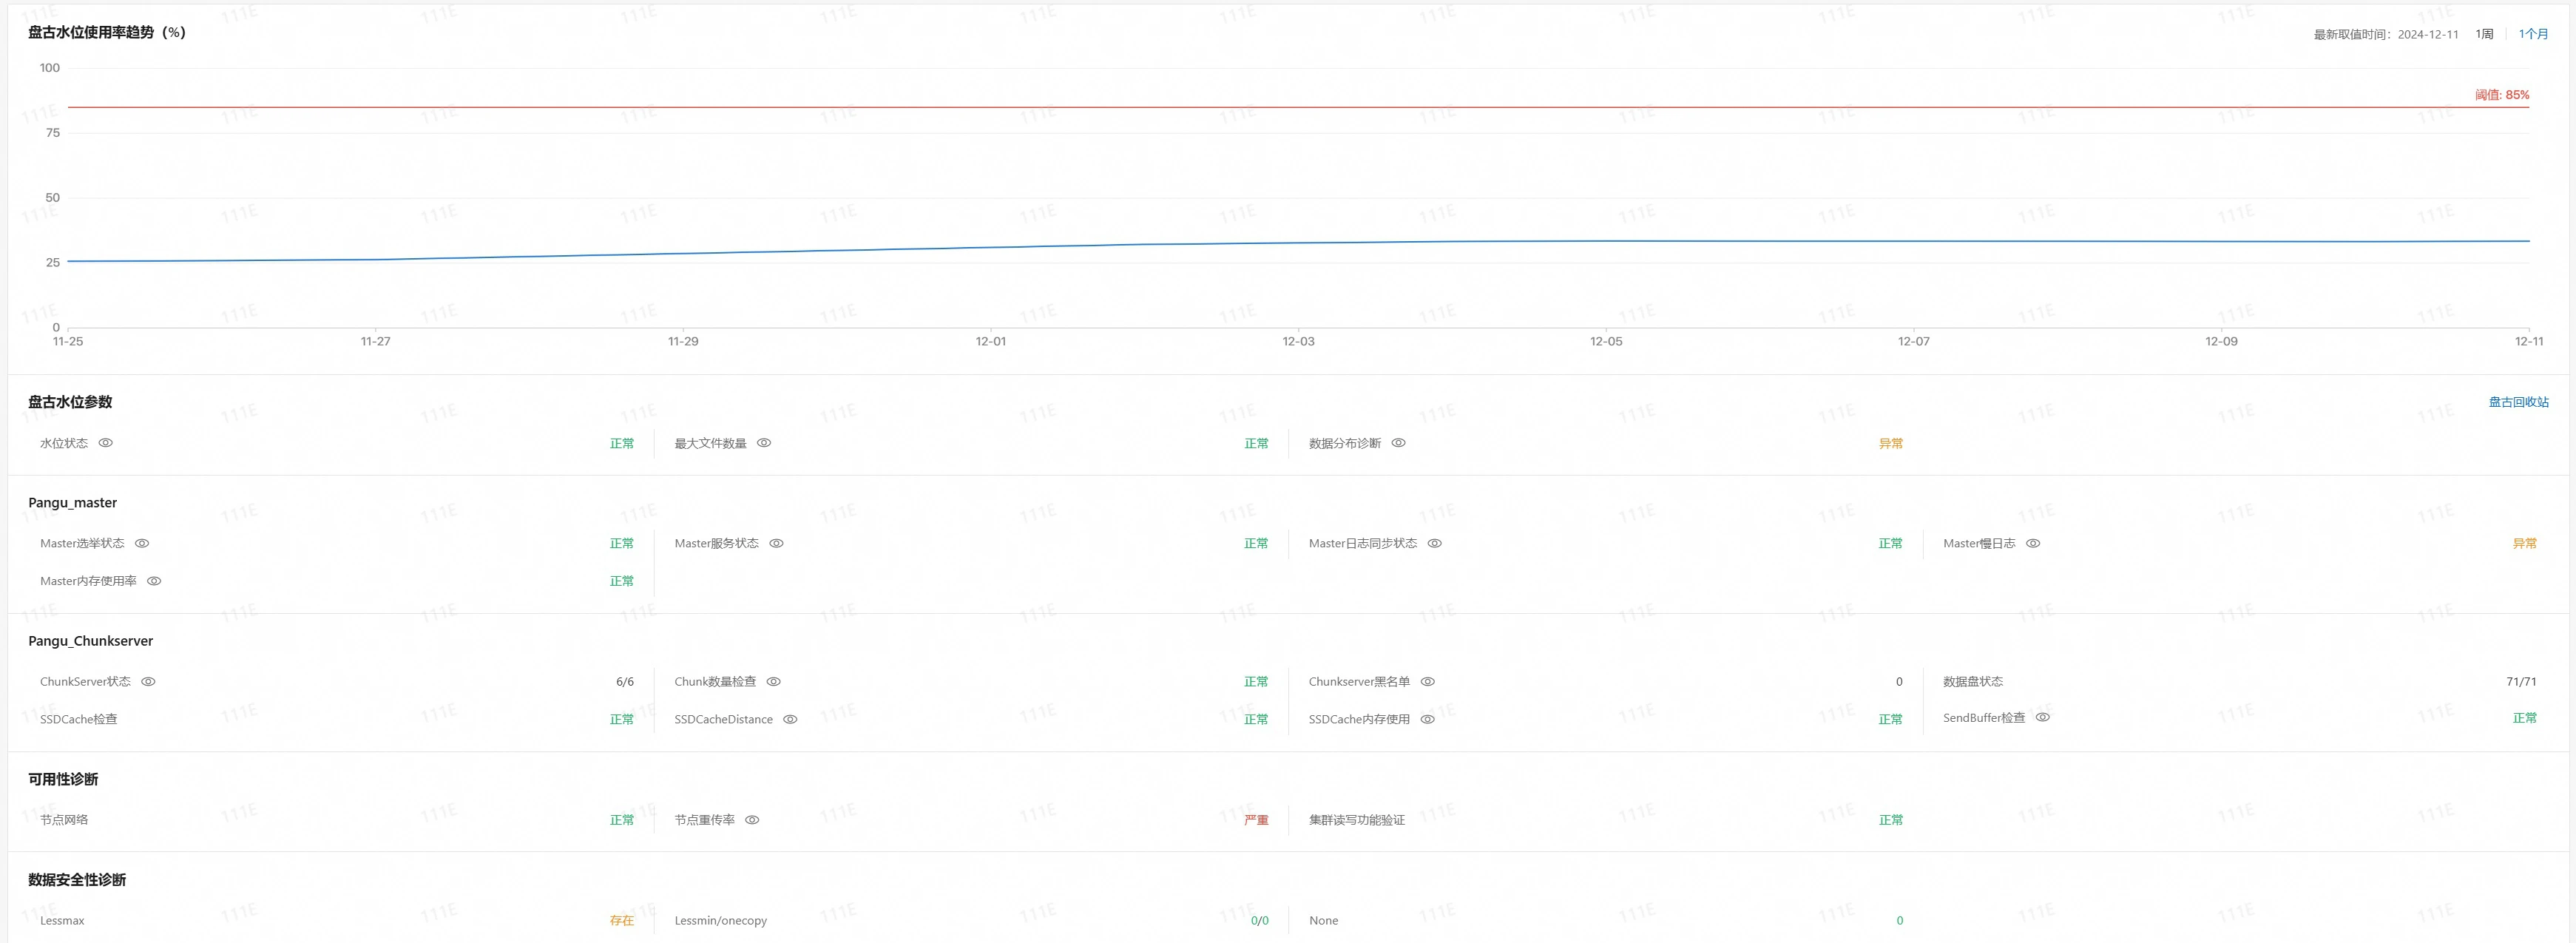 盘古水位使用率趋势（%）
最新取值时间：2024-12-11 1周 1个月
100
阈值: 85%
75
50
25
0
11-25 11-27 11-29 12-01 12-03 12-05 12-07 12-09 12-11
盘古水位参数 盘古回收站
水位状态 正常 最大文件数量 正常 数据分布诊断 异常
Pangu_master
Master选举状态 正常 Master服务状态 正常 Master日志同步状态 正常 Master慢日志 异常
Master内存使用率 正常
Pangu_Chunkserver
ChunkServer状态 6/6 Chunk数量检查 正常 Chunkserver黑名单 0 数据盘状态 71/71
SSDCache检查 正常 SSDCacheDistance 正常 SSDCache内存使用 正常 SendBuffer检查 正常
可用性诊断
节点网络 正常 节点重传率 严重 集群读写功能验证 正常
数据安全性诊断
Lessmax 存在 Lessmin/onecopy 0/0 None 0